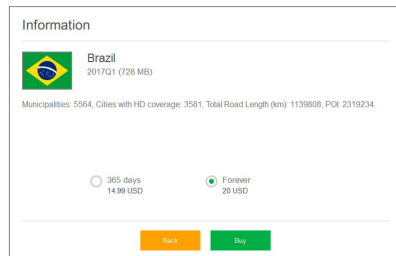 Information
Brazil
2017Q1 (728 MB)
Municipalities: 5564, Cities with HD coverage: 3581, Total Road Length (km): 1139808, POI: 2319234.
365 days
14.99 USD
Forever
20 USD
Back
Buy